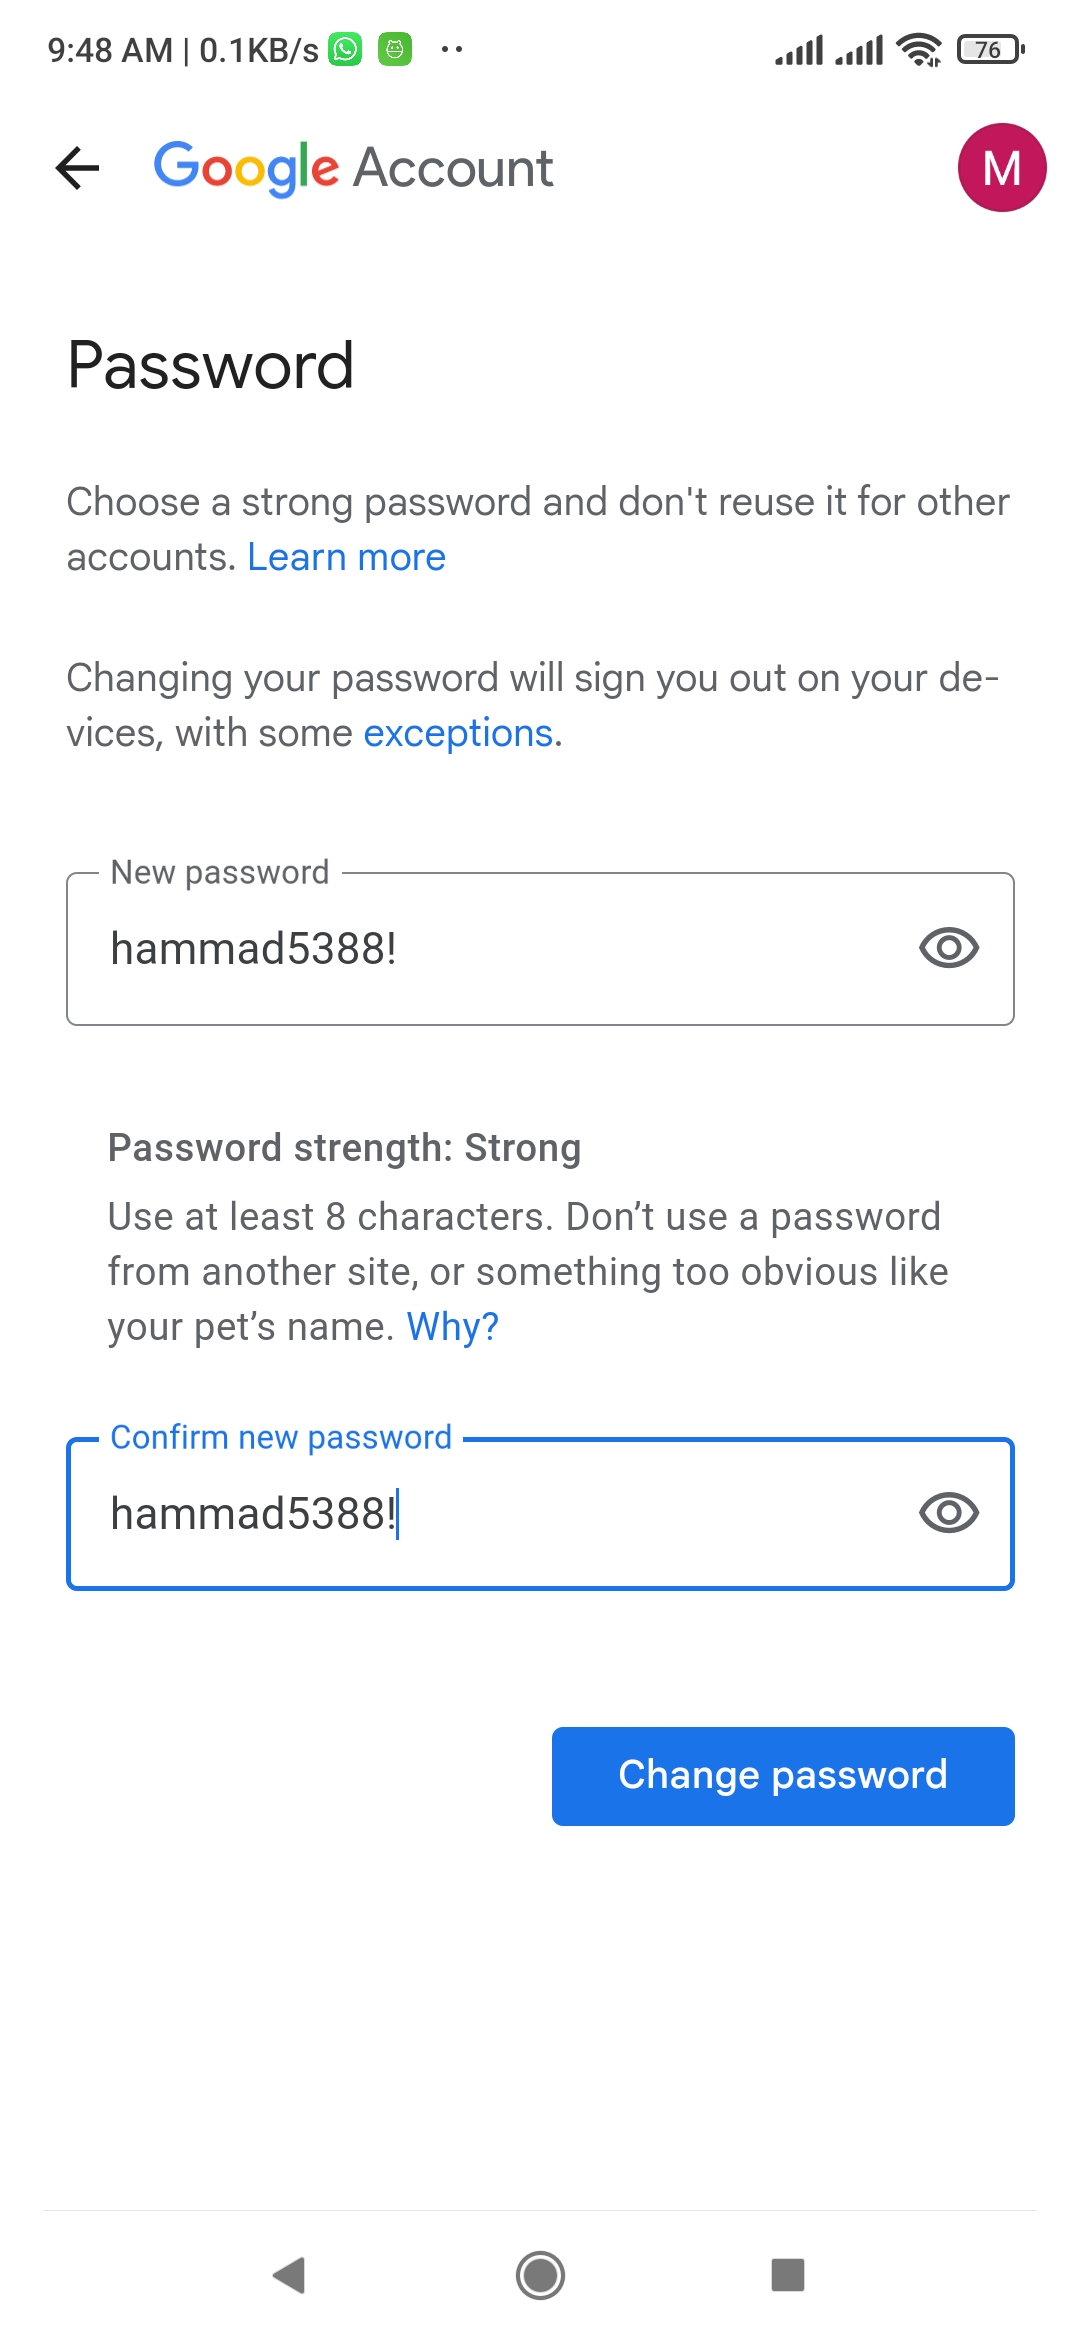 9:48 AM | 0.1KB/s 76
Google Account M
Password
Choose a strong password and don't reuse it for other
accounts. Learn more
Changing your password will sign you out on your de-
vices, with some exceptions.
New password
hammad5388!
Password strength: Strong
Use at least 8 characters. Don’t use a password
from another site, or something too obvious like
your pet’s name. Why?
Confirm new password
hammad5388!
Change password